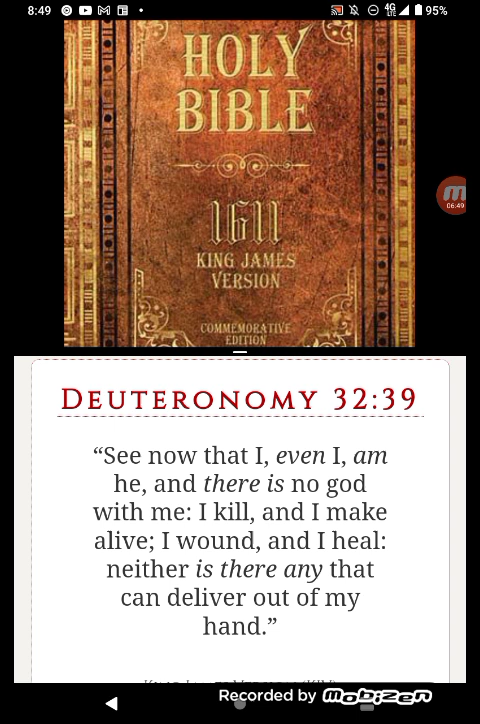 8:49
4G
LTE
95%
HOLY
BIBLE
1611
KING JAMES
VERSION
COMMEMORATIVE
EDITION
06:49
DEUTERONOMY 32:39
“See now that I, even I, am
he, and there is no god
with me: I kill, and I make
alive; I wound, and I heal:
neither is there any that
can deliver out of my
hand.”
Recorded by Mobizen